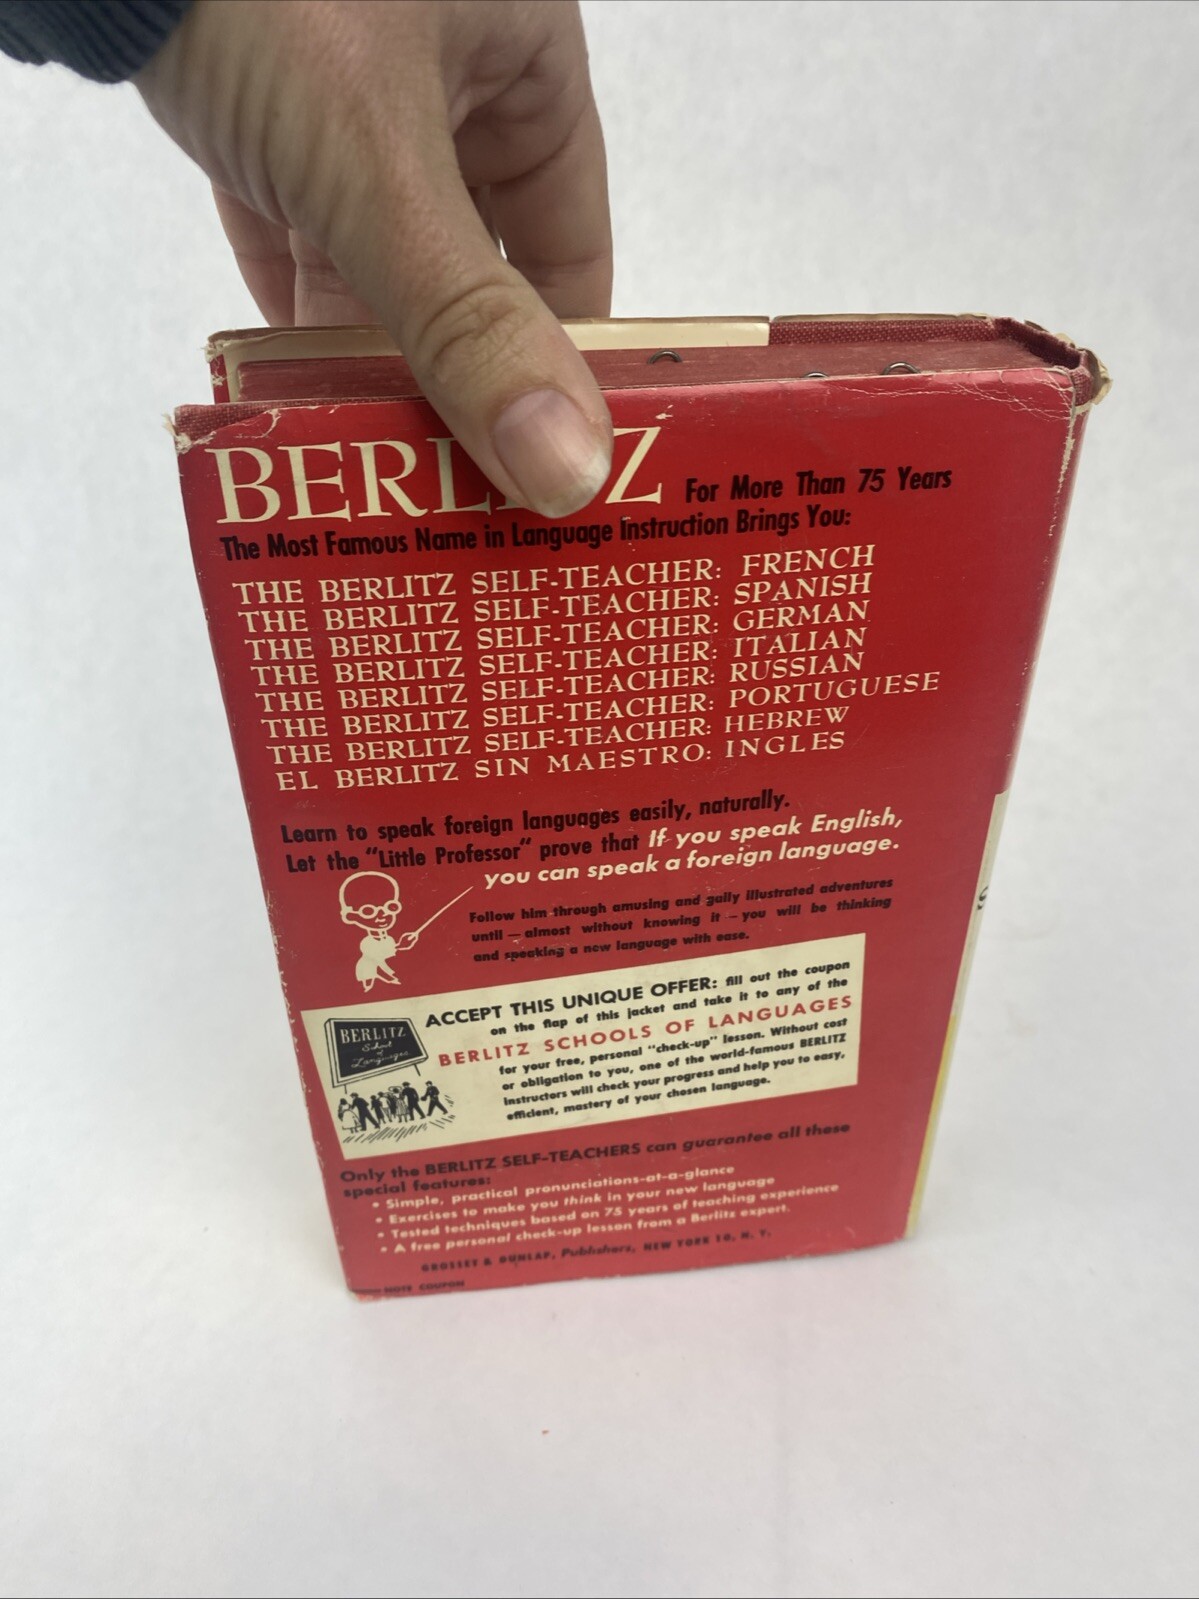 BERLITZ For More Than 75 Years
The Most Famous Name in Language Instruction Brings You:
THE BERLITZ SELF-TEACHER: FRENCH
THE BERLITZ SELF-TEACHER: SPANISH
THE BERLITZ SELF-TEACHER: GERMAN
THE BERLITZ SELF-TEACHER: ITALIAN
THE BERLITZ SELF-TEACHER: RUSSIAN
THE BERLITZ SELF-TEACHER: PORTUGUESE
THE BERLITZ SELF-TEACHER: HEBREW
EL BERLITZ SIN MAESTRO: INGLES
Learn to speak foreign languages easily, naturally.
Let the "Little Professor" prove that If you speak English,
you can speak a foreign language.
Follow him through amusing and gaily illustrated adventures
until — almost without knowing it — you will be thinking
and speaking a new language with ease.
BERLITZ
School
of
Languages
ACCEPT THIS UNIQUE OFFER: fill out the coupon
on the flap of this jacket and take it to any of the
BERLITZ SCHOOLS OF LANGUAGES
for your free, personal "check-up" lesson. Without cost
or obligation to you, one of the world-famous BERLITZ
instructors will check your progress and help you to easy,
efficient, mastery of your chosen language.
Only the BERLITZ SELF-TEACHERS can guarantee all these
special features:
• Simple, practical pronunciations-at-a-glance
• Exercises to make you think in your new language
• Tested techniques based on 75 years of teaching experience
• A free personal check-up lesson from a Berlitz expert.
GROSSET & DUNLAP, Publishers, NEW YORK 10, N. Y.
NOTE COUPON